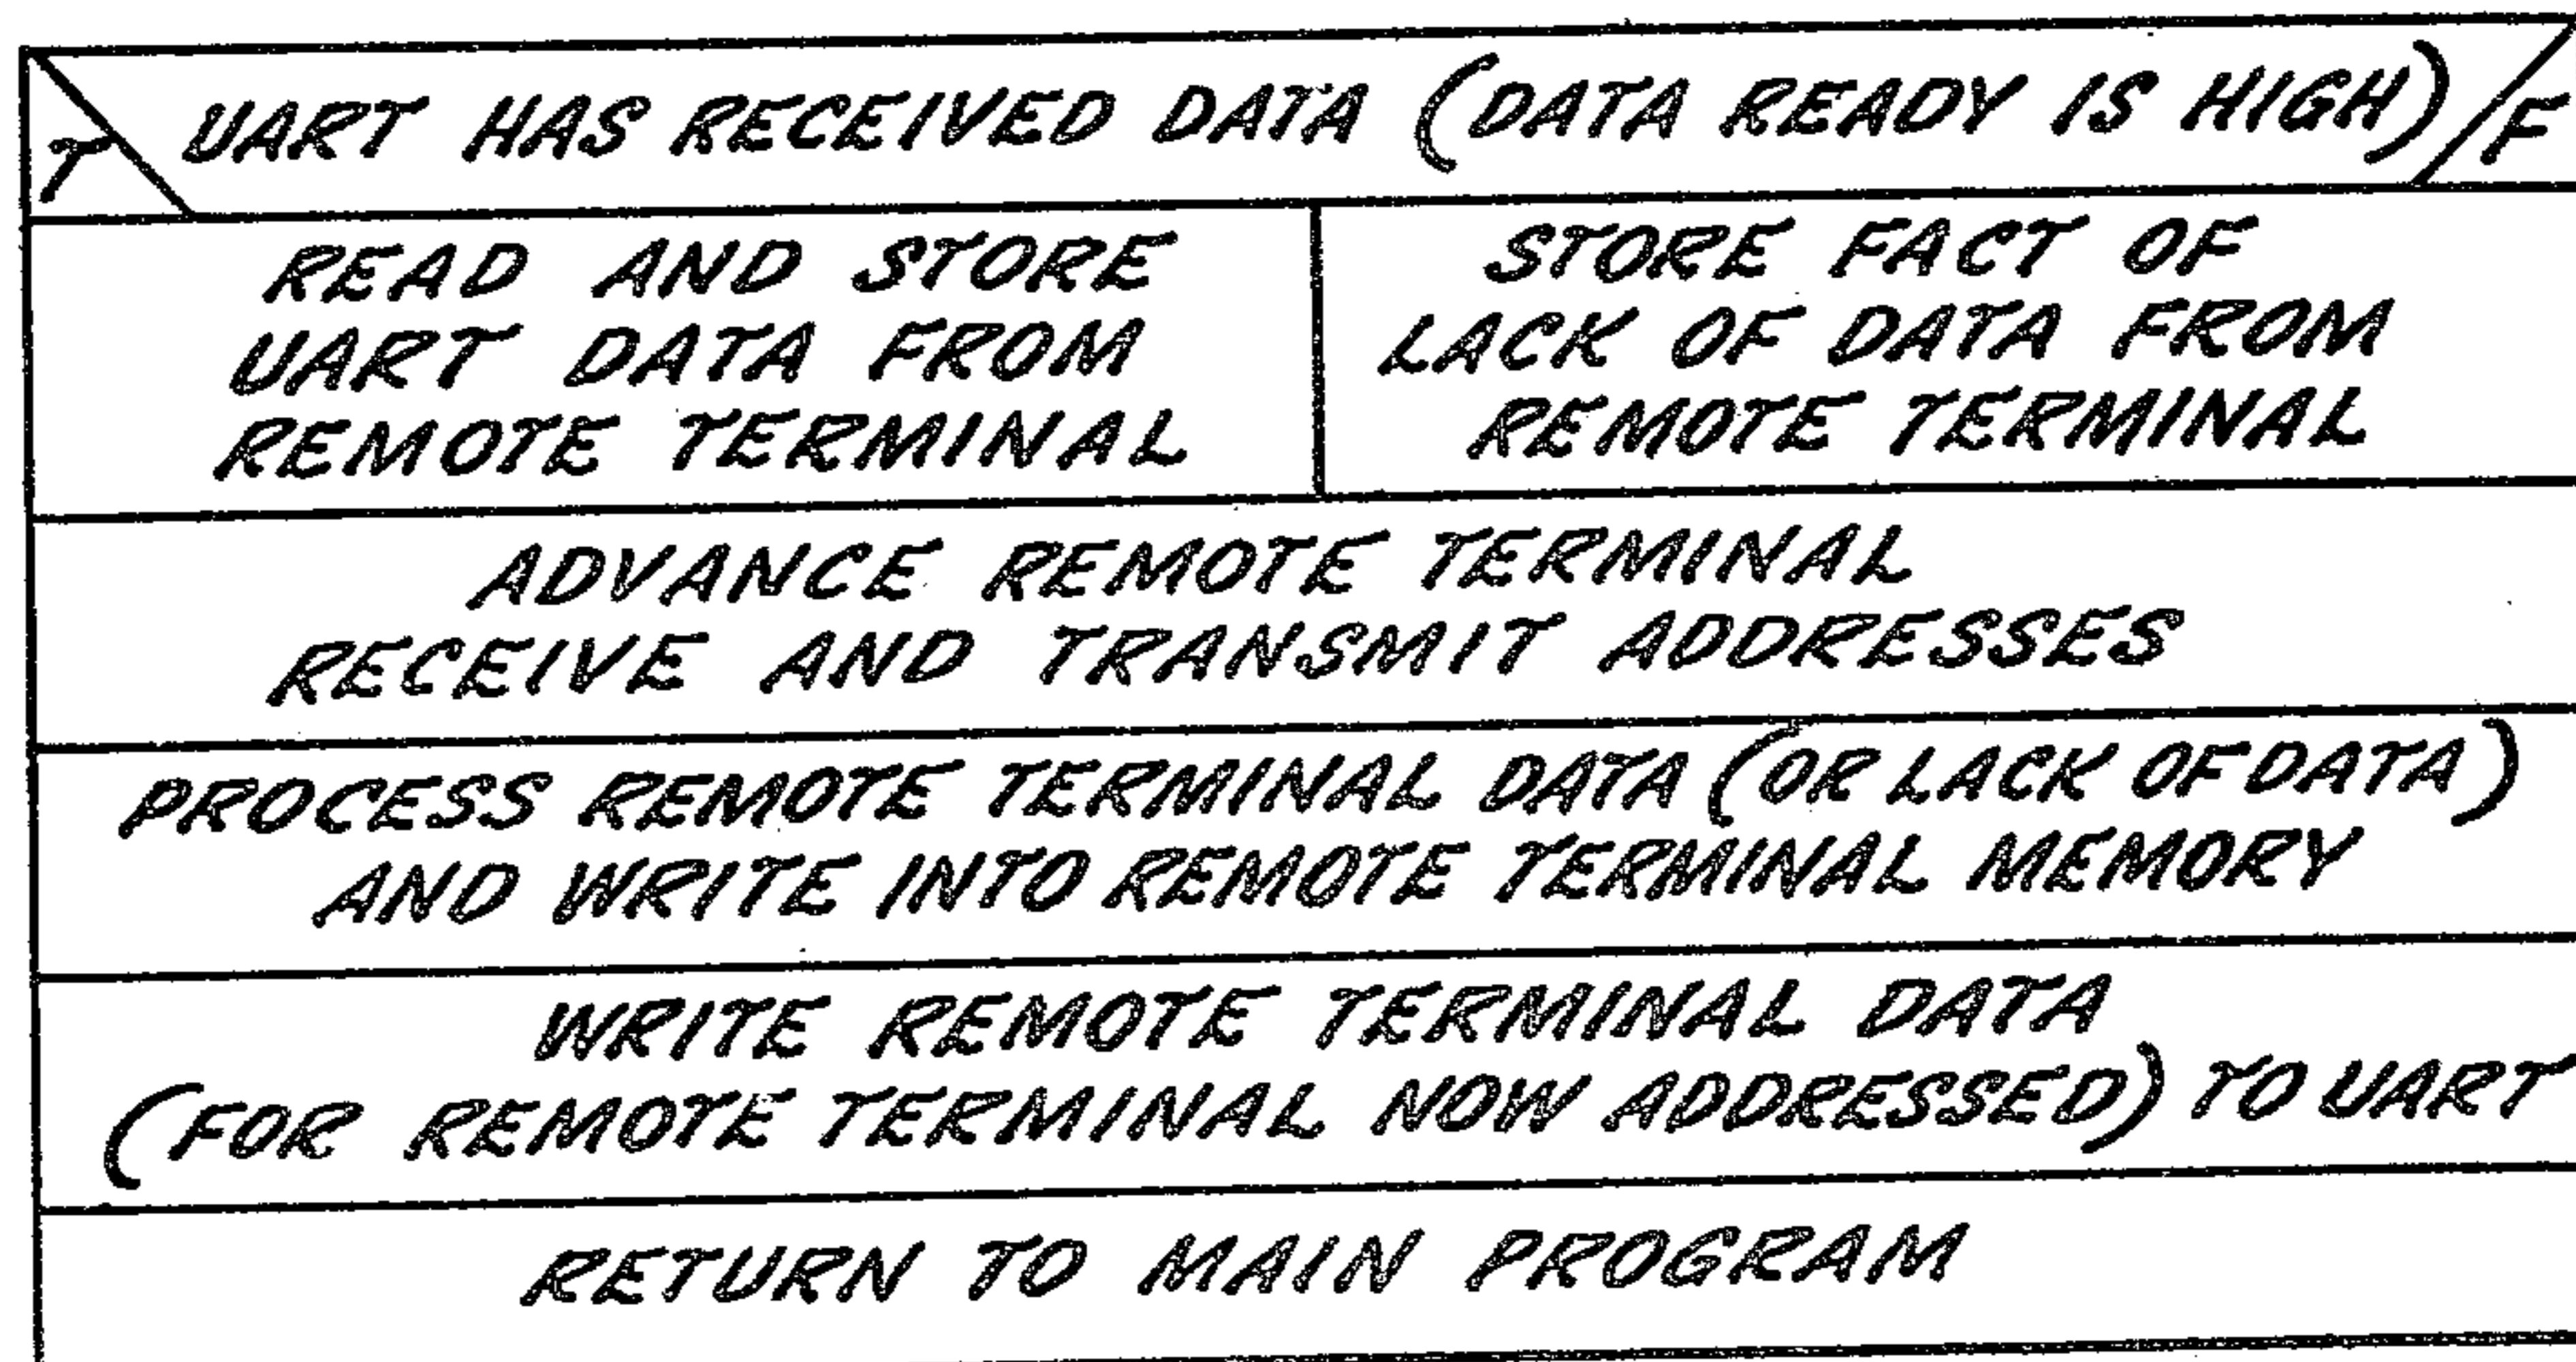 T UART HAS RECEIVED DATA (DATA READY IS HIGH) F
READ AND STORE
UART DATA FROM
REMOTE TERMINAL
STORE FACT OF
LACK OF DATA FROM
REMOTE TERMINAL
ADVANCE REMOTE TERMINAL
RECEIVE AND TRANSMIT ADDRESSES
PROCESS REMOTE TERMINAL DATA (OR LACK OF DATA)
AND WRITE INTO REMOTE TERMINAL MEMORY
WRITE REMOTE TERMINAL DATA
(FOR REMOTE TERMINAL NOW ADDRESSED) TO UART
RETURN TO MAIN PROGRAM